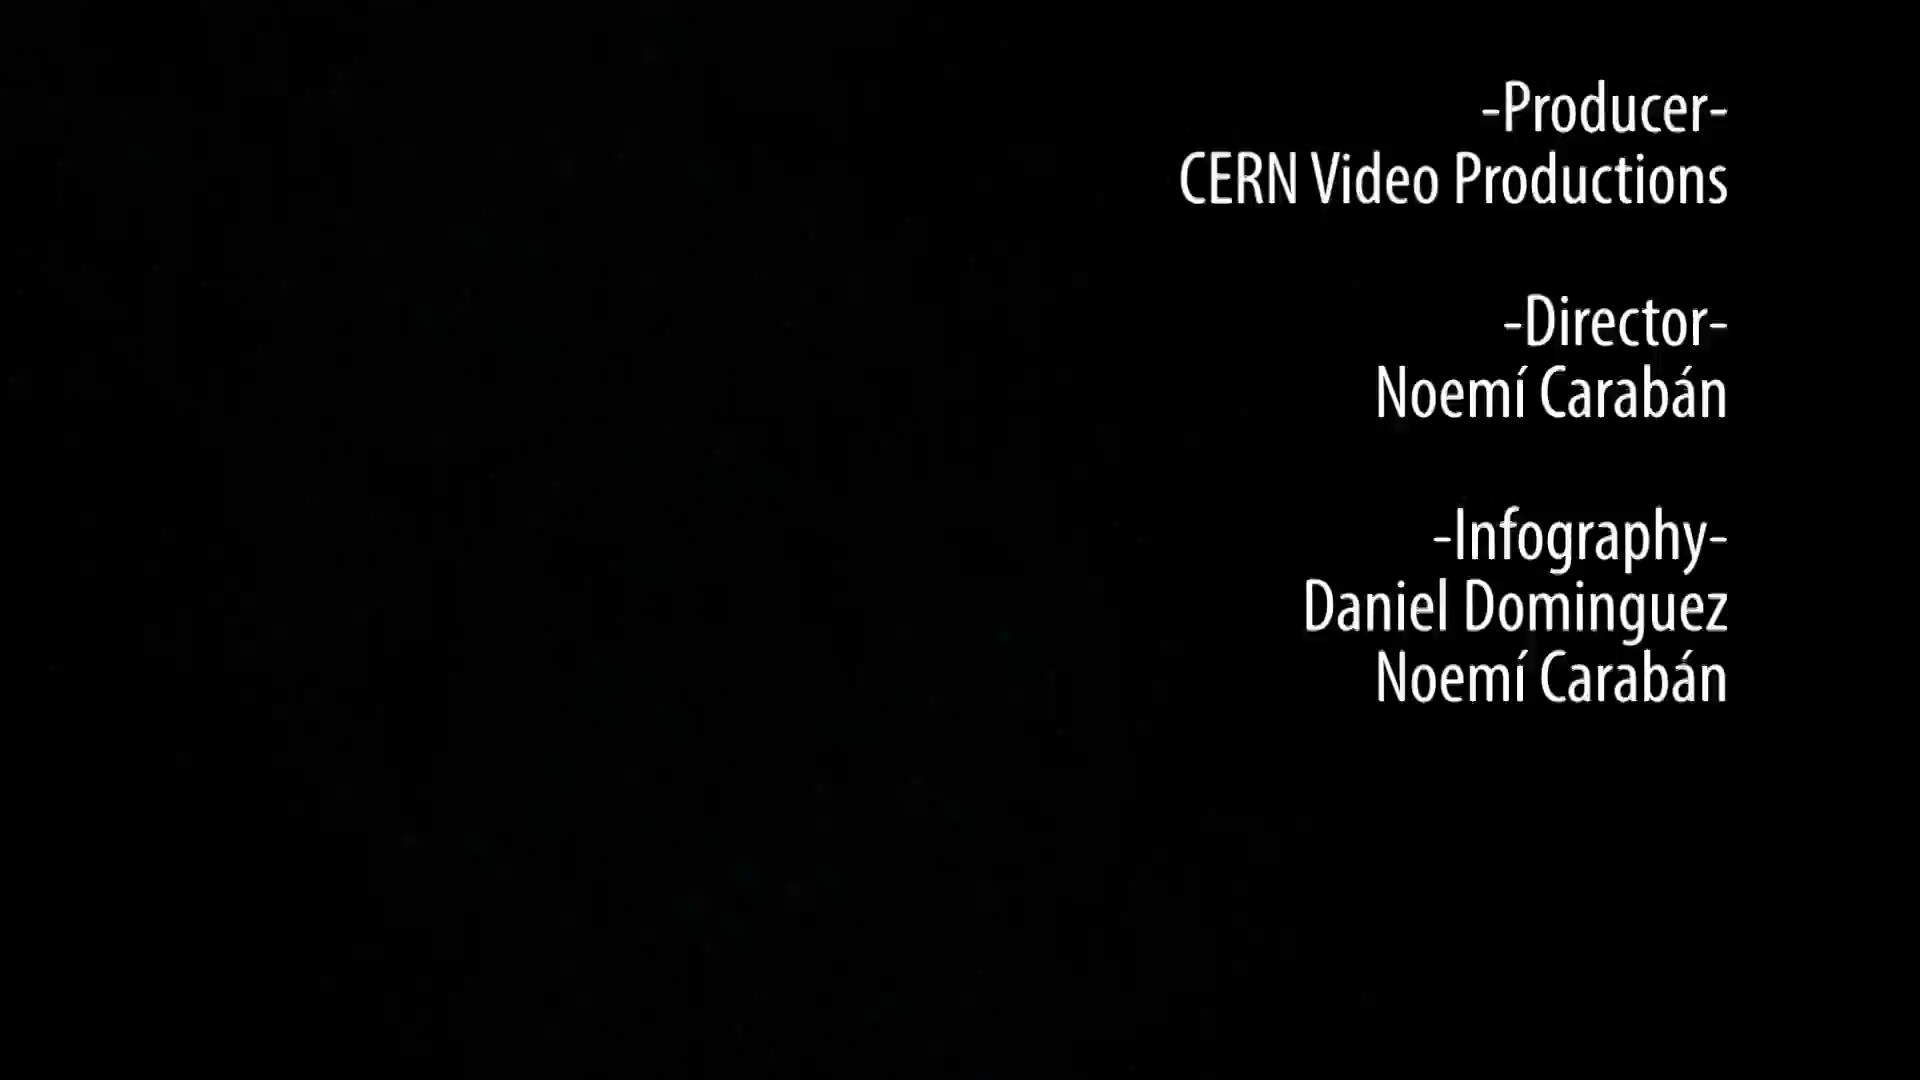 -Producer-
CERN Video Productions
-Director-
Noemí Carabán
-Infography-
Daniel Dominguez
Noemí Carabán